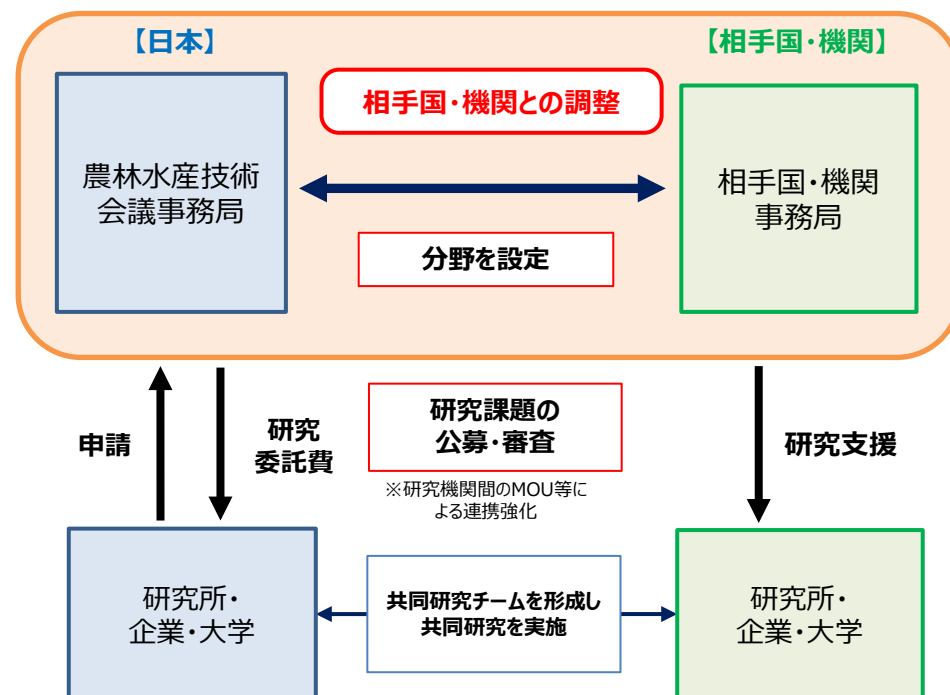 【日本】
【相手国・機関】
相手国・機関との調整
農林水産技術
会議事務局
相手国・機関
事務局
分野を設定
申請
研究
委託費
研究課題の
公募・審査
※研究機関間のMOU等に
よる連携強化
研究支援
研究所・
企業・大学
共同研究チームを形成し
共同研究を実施
研究所・
企業・大学